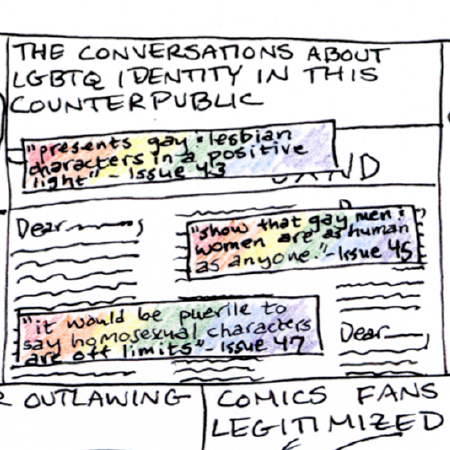 THE CONVERSATIONS ABOUT
LGBTQ IDENTITY IN THIS
COUNTERPUBLIC
"presents gay & lesbian
characters in a positive
light" - Issue 43
AND
Dear
"show that gay men &
women are as human
as anyone." - Issue 45
"it would be puerile to
say homosexual characters
are off limits" - Issue 47
Dear
OUTLAWING
COMICS FANS
LEGITIMIZED